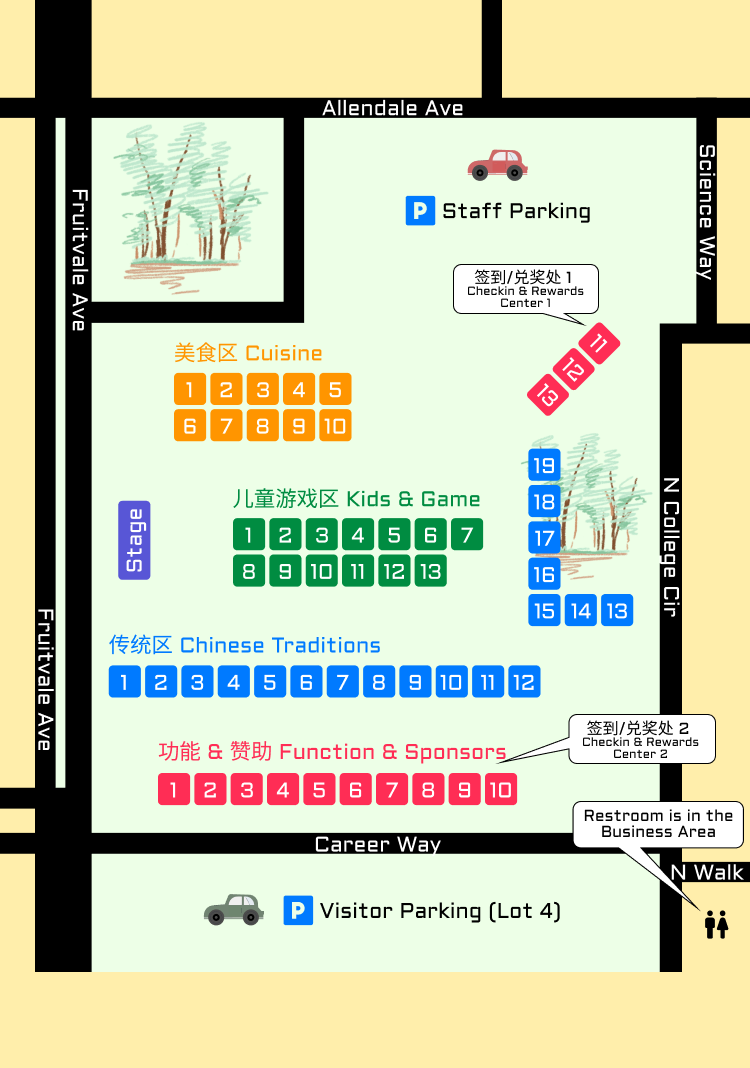 Allendale Ave
Science Way
Fruitvale Ave
P Staff Parking
签到/兑奖处 1
Checkin & Rewards
Center 1
11
12
13
美食区 Cuisine
1 2 3 4 5
6 7 8 9 10
19
18
17
16
15 14 13
N College Cir
儿童游戏区 Kids & Game
1 2 3 4 5 6 7
8 9 10 11 12 13
Stage
Fruitvale Ave
传统区 Chinese Traditions
1 2 3 4 5 6 7 8 9 10 11 12
签到/兑奖处 2
Checkin & Rewards
Center 2
功能 & 赞助 Function & Sponsors
1 2 3 4 5 6 7 8 9 10
Restroom is in the
Business Area
Career Way
N Walk
P Visitor Parking (Lot 4)